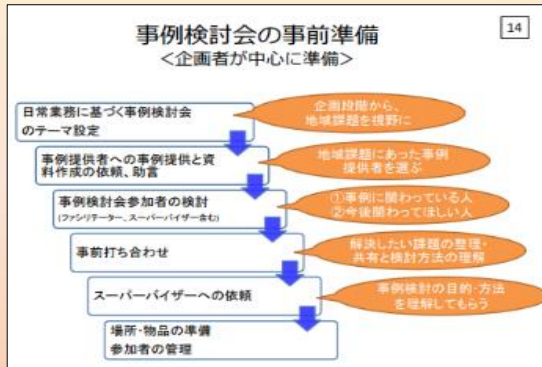 14
事例検討会の事前準備
<企画者が中心に準備>
日常業務に基づく事例検討会
のテーマ設定
企画段階から、
地域課題を視野に
事例提供者への事例提供と資
料作成の依頼、助言
地域課題にあった事例
提供者を選ぶ
事例検討会参加者の検討
(ファシリテーター、スーパーバイザー含む)
①事例に関わっている人
②今後関わってほしい人
事前打ち合わせ
解決したい課題の整理・
共有と検討方法の理解
スーパーバイザーへの依頼
事例検討の目的・方法
を理解してもらう
場所・物品の準備
参加者の管理